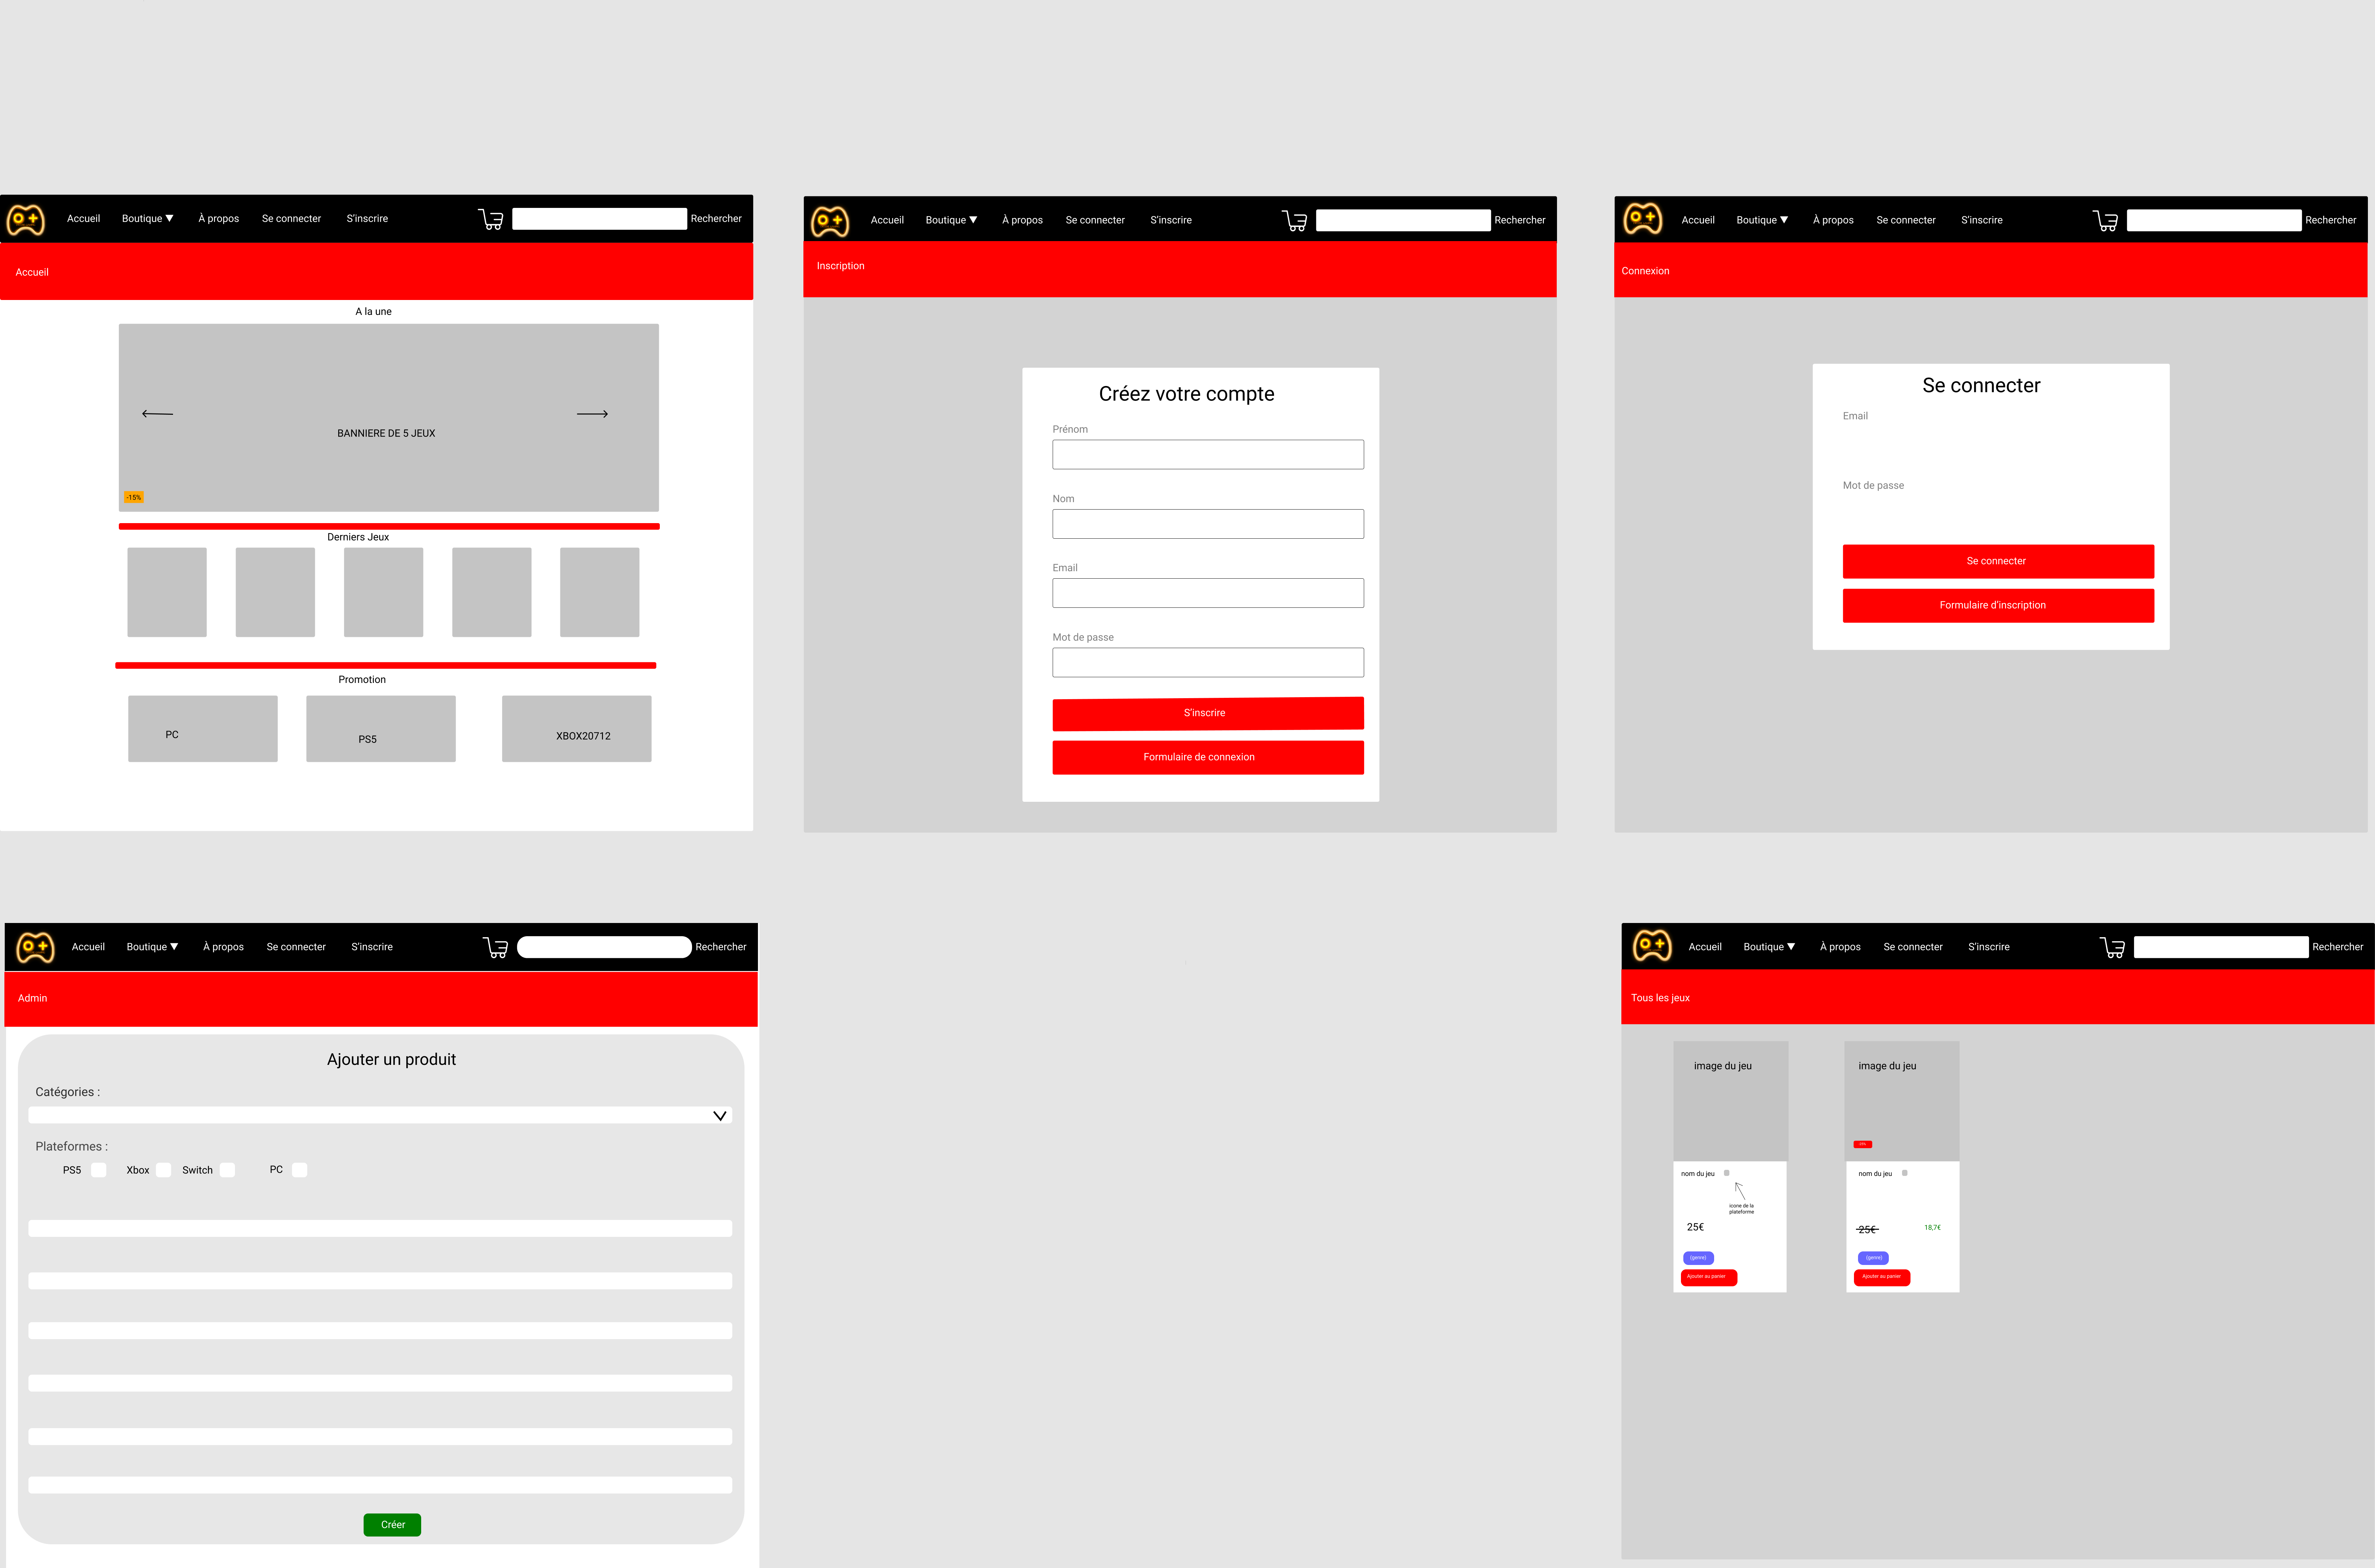 Accueil Boutique ▼ À propos Se connecter S'inscrire Rechercher
Accueil
A la une
BANNIERE DE 5 JEUX
-15%
Derniers Jeux
Promotion
PC PS5 XBOX20712
Accueil Boutique ▼ À propos Se connecter S'inscrire Rechercher
Inscription
Créez votre compte
Prénom
Nom
Email
Mot de passe
S'inscrire
Formulaire de connexion
Accueil Boutique ▼ À propos Se connecter S'inscrire Rechercher
Connexion
Se connecter
Email
Mot de passe
Se connecter
Formulaire d'inscription
Accueil Boutique ▼ À propos Se connecter S'inscrire Rechercher
Admin
Ajouter un produit
Catégories :
Plateformes :
PS5 Xbox Switch PC
Créer
Accueil Boutique ▼ À propos Se connecter S'inscrire Rechercher
Tous les jeux
image du jeu
nom du jeu
icone de la
plateforme
25€
(genre)
Ajouter au panier
image du jeu
nom du jeu
25€ 18,7€
(genre)
Ajouter au panier